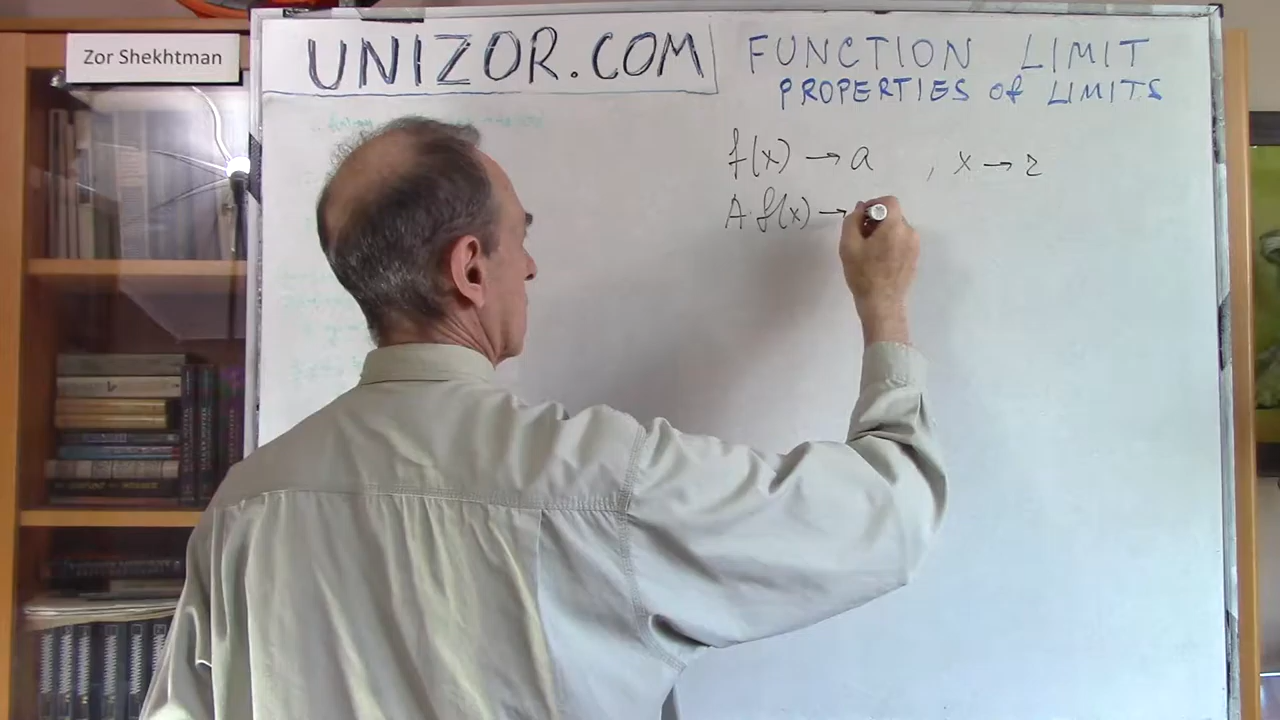 Zor Shekhtman
UNIZOR.COM
FUNCTION LIMIT
PROPERTIES of LIMITS
f(x) → a , x → r
A·f(x) →